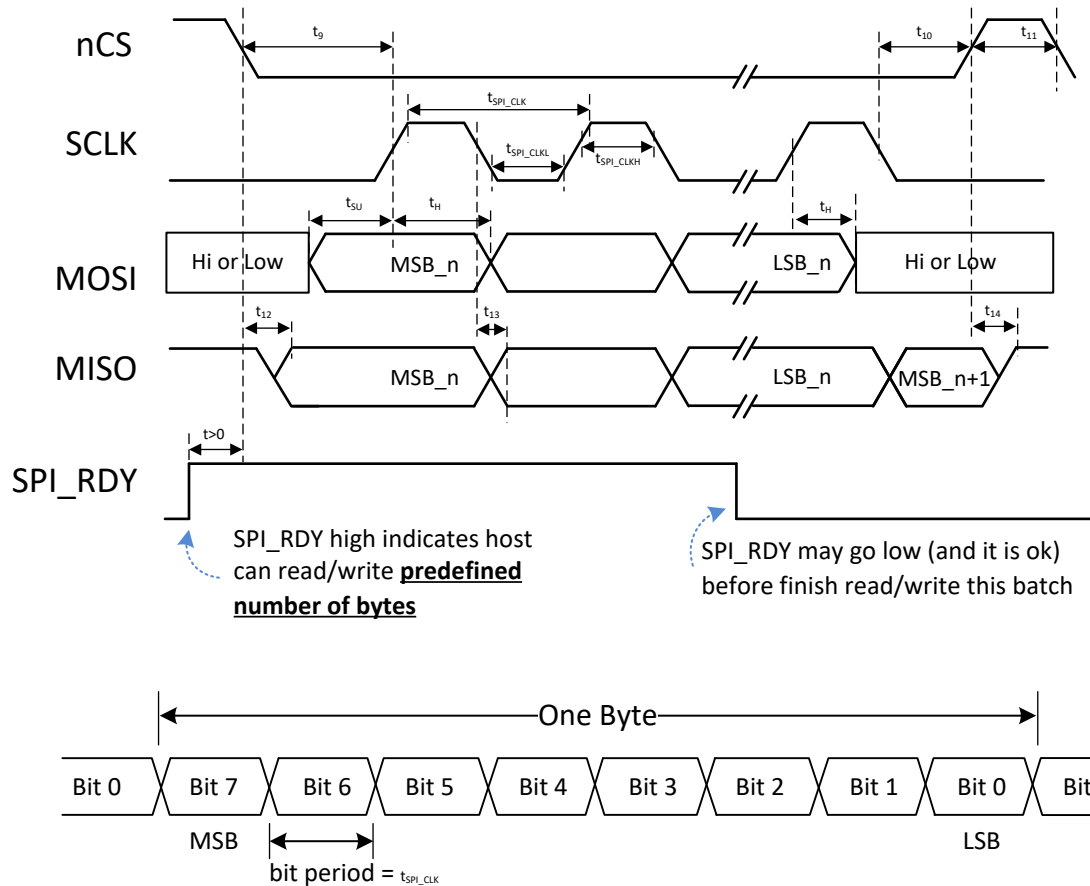 nCS
t9
t10
t11
SCLK
tSPI_CLK
tSPI_CLKL
tSPI_CLKH
tSU
tH
tH
MOSI
Hi or Low
MSB_n
LSB_n
Hi or Low
t12
t13
t14
MISO
MSB_n
LSB_n
MSB_n+1
t>0
SPI_RDY
SPI_RDY high indicates host
can read/write predefined
number of bytes
SPI_RDY may go low (and it is ok)
before finish read/write this batch
One Byte
Bit 0
Bit 7
Bit 6
Bit 5
Bit 4
Bit 3
Bit 2
Bit 1
Bit 0
Bit
MSB
LSB
bit period = tSPI_CLK